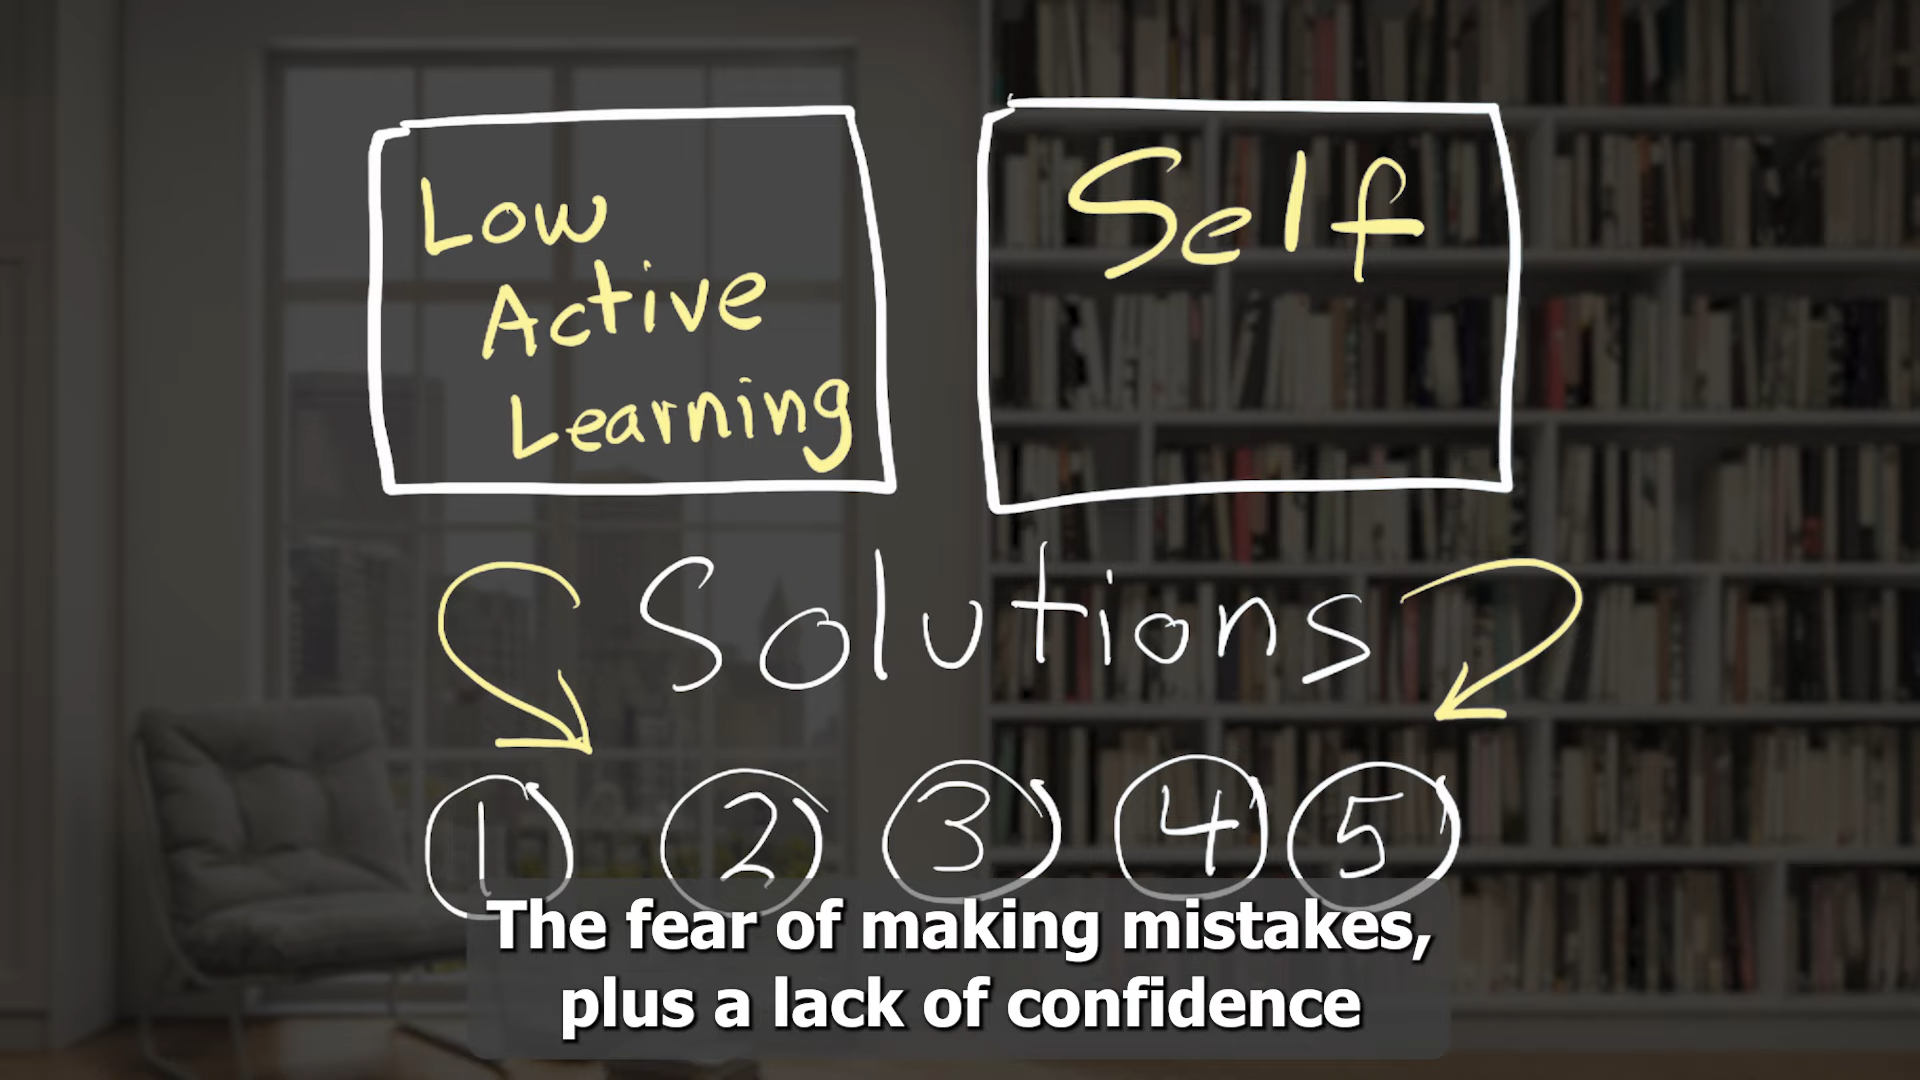 Low
Active
Learning
Self
Solutions
1 2 3 4 5
The fear of making mistakes,
plus a lack of confidence